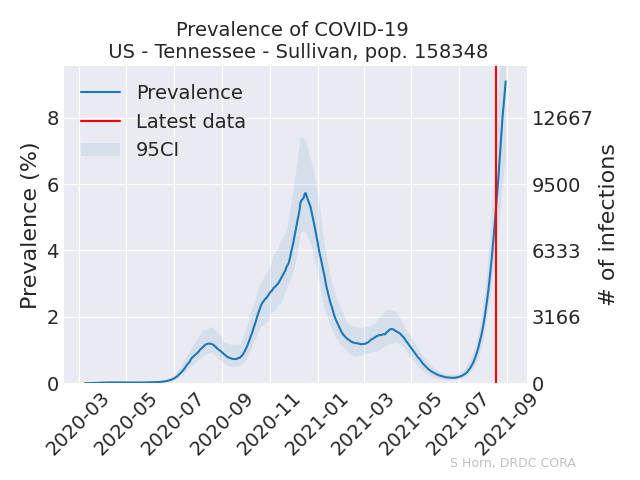 Prevalence of COVID-19
US - Tennessee - Sullivan, pop. 158348
Prevalence
Latest data
95CI
Prevalence (%)
8
6
4
2
0
12667
9500
6333
3166
0
# of infections
2020-03
2020-05
2020-07
2020-09
2020-11
2021-01
2021-03
2021-05
2021-07
2021-09
S Horn, DRDC CORA